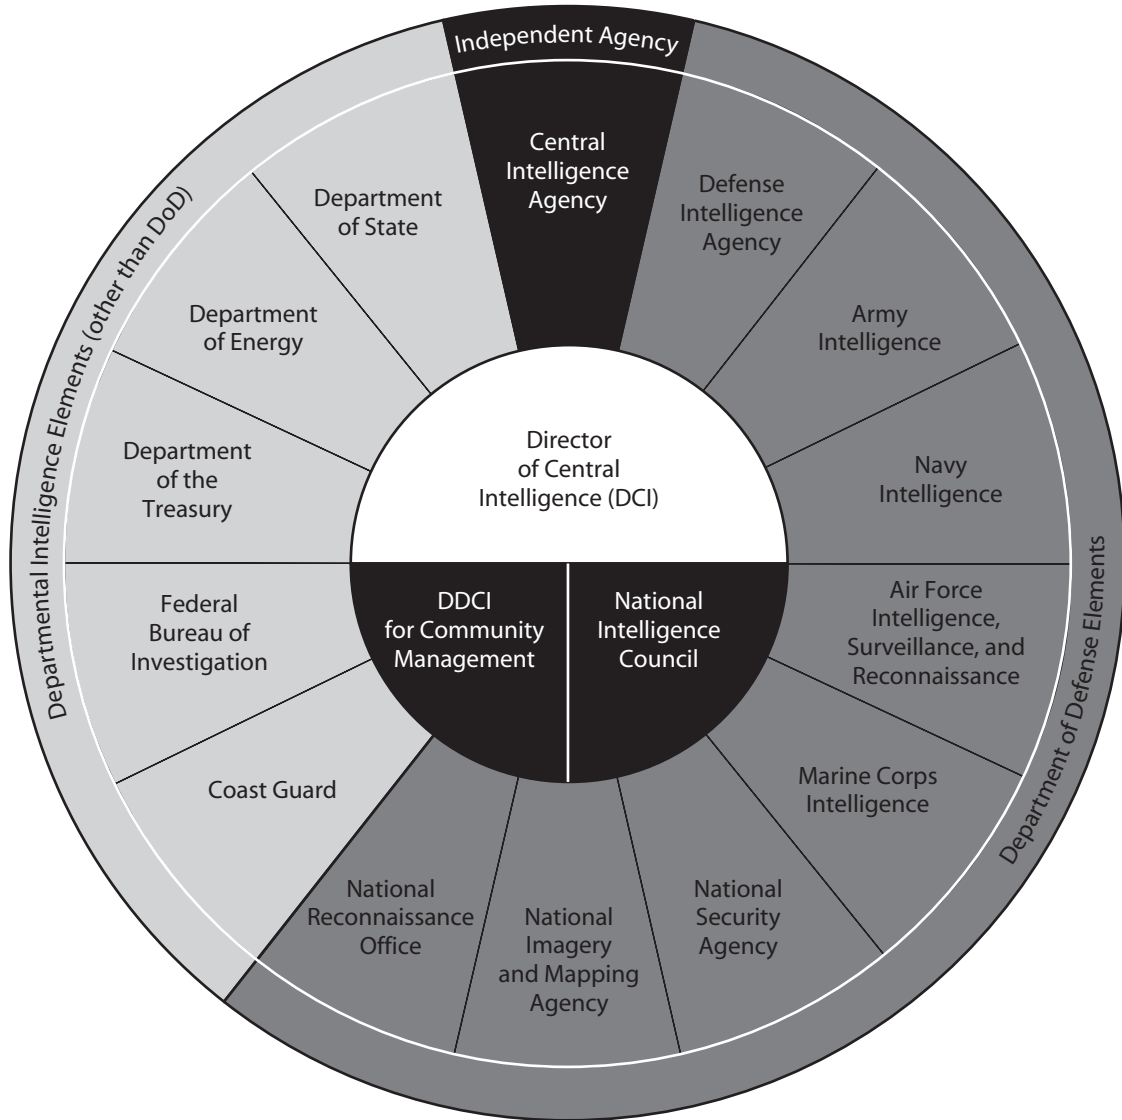 Independent Agency
Central
Intelligence
Agency
Defense
Intelligence
Agency
Army
Intelligence
Navy
Intelligence
Air Force
Intelligence,
Surveillance, and
Reconnaissance
Marine Corps
Intelligence
National
Security
Agency
National
Imagery
and Mapping
Agency
National
Reconnaissance
Office
Department of Defense Elements
Coast Guard
Federal
Bureau of
Investigation
Department
of the
Treasury
Department
of Energy
Department
of State
Departmental Intelligence Elements (other than DoD)
Director
of Central
Intelligence (DCI)
DDCI
for Community
Management
National
Intelligence
Council